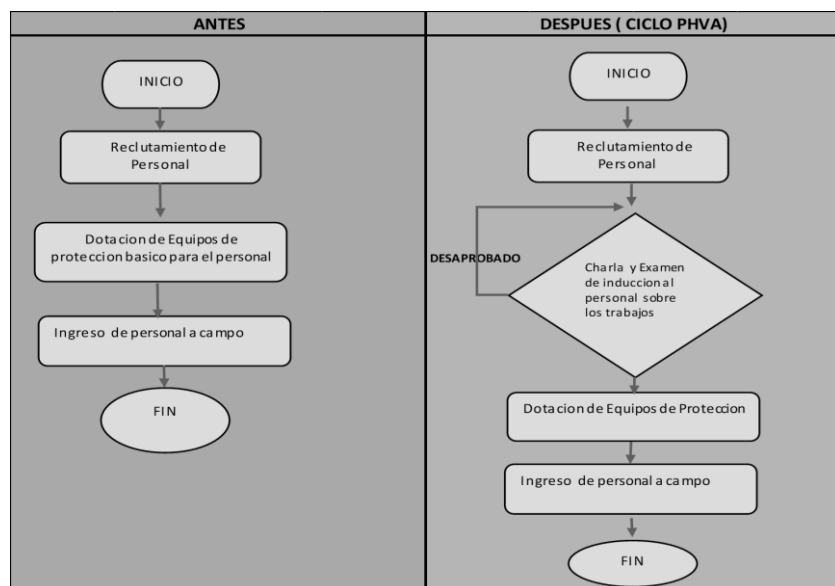 ANTES
INICIO
Reclutamiento de
Personal
Dotacion de Equipos de
proteccion basico para el personal
Ingreso de personal a campo
FIN
DESPUES ( CICLO PHVA)
INICIO
Reclutamiento de
Personal
DESAPROBADO
Charla y Examen
de induccion al
personal sobre
los trabajos
Dotacion de Equipos de Proteccion
Ingreso de personal a campo
FIN